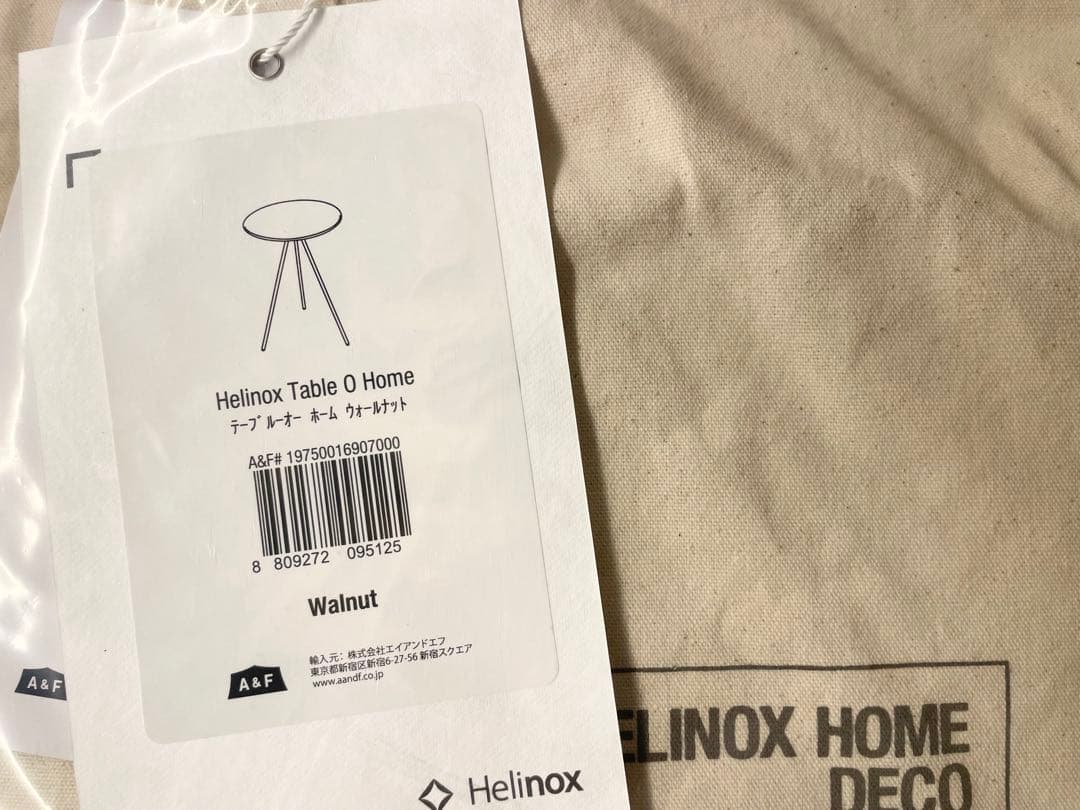 Helinox Table O Home
テーブルーオー ホーム ウォールナット
A&F# 19750016907000
8 809272 095125
Walnut
A&F
輸入元：株式会社エイアンドエフ
東京都新宿区新宿6-27-56 新宿スクエア
www.aandf.co.jp
Helinox
A&F
ELINOX HOME
DECO